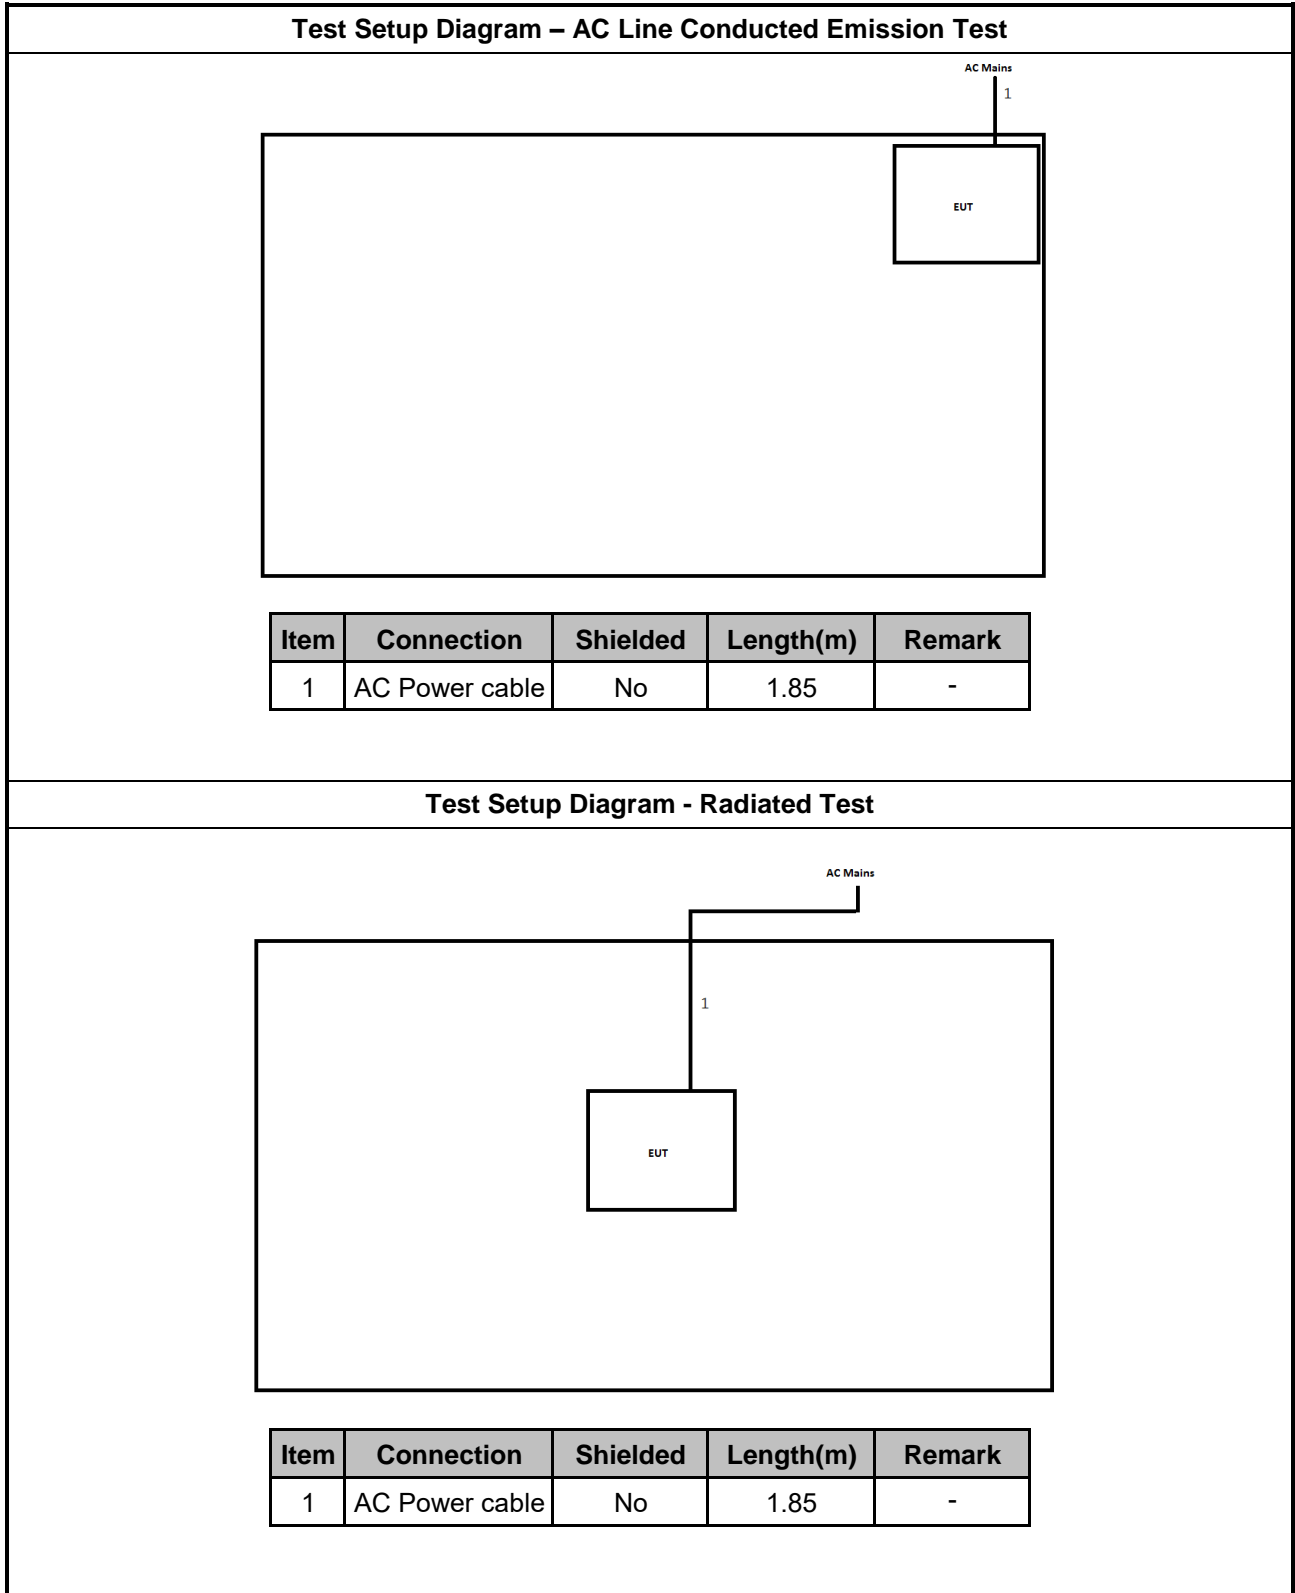 Test Setup Diagram – AC Line Conducted Emission Test
AC Mains
1
EUT
Item Connection Shielded Length(m) Remark
1 AC Power cable No 1.85 -
Test Setup Diagram - Radiated Test
AC Mains
1
EUT
Item Connection Shielded Length(m) Remark
1 AC Power cable No 1.85 -